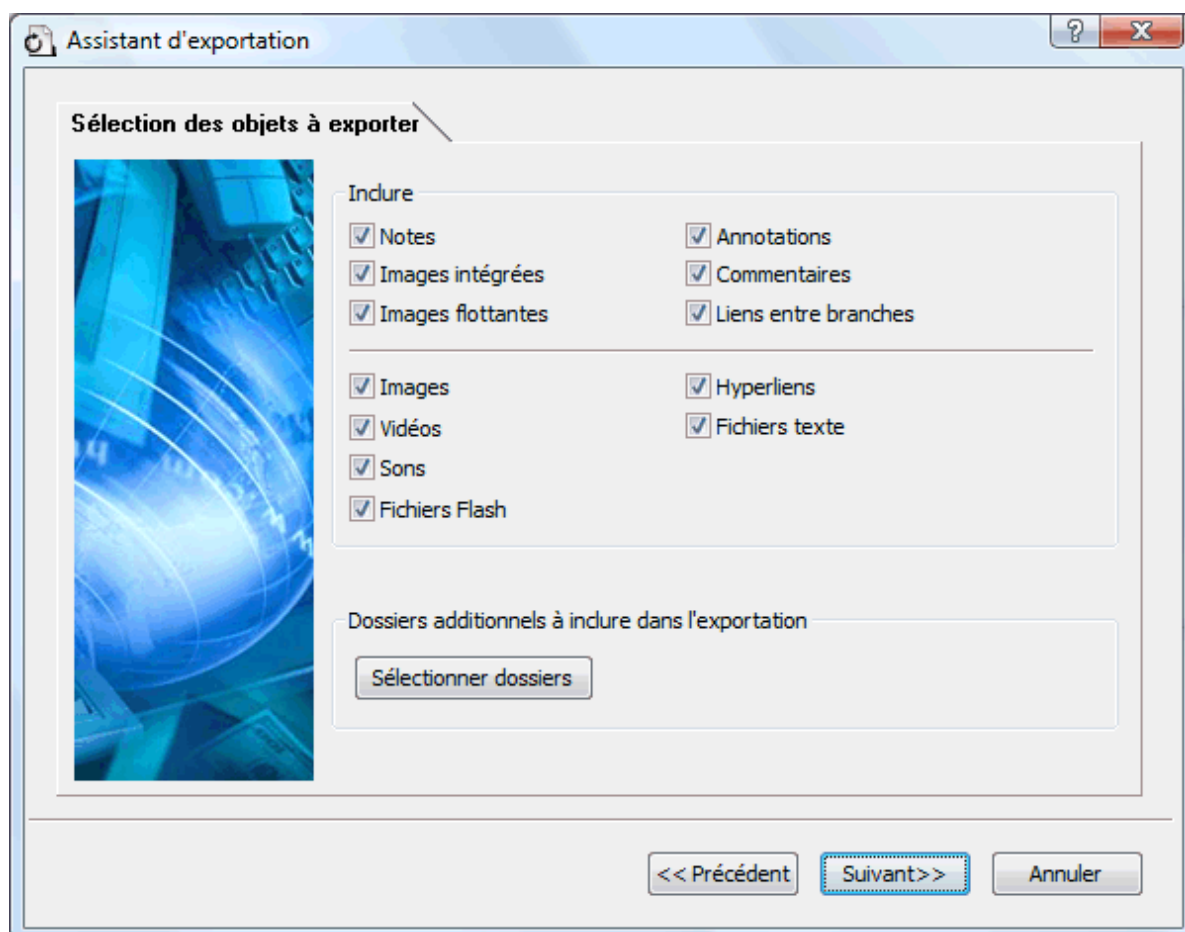 Assistant d'exportation
Sélection des objets à exporter
Inclure
Notes
Annotations
Images intégrées
Commentaires
Images flottantes
Liens entre branches
Images
Hyperliens
Vidéos
Fichiers texte
Sons
Fichiers Flash
Dossiers additionnels à inclure dans l'exportation
Sélectionner dossiers
<< Précédent
Suivant>>
Annuler